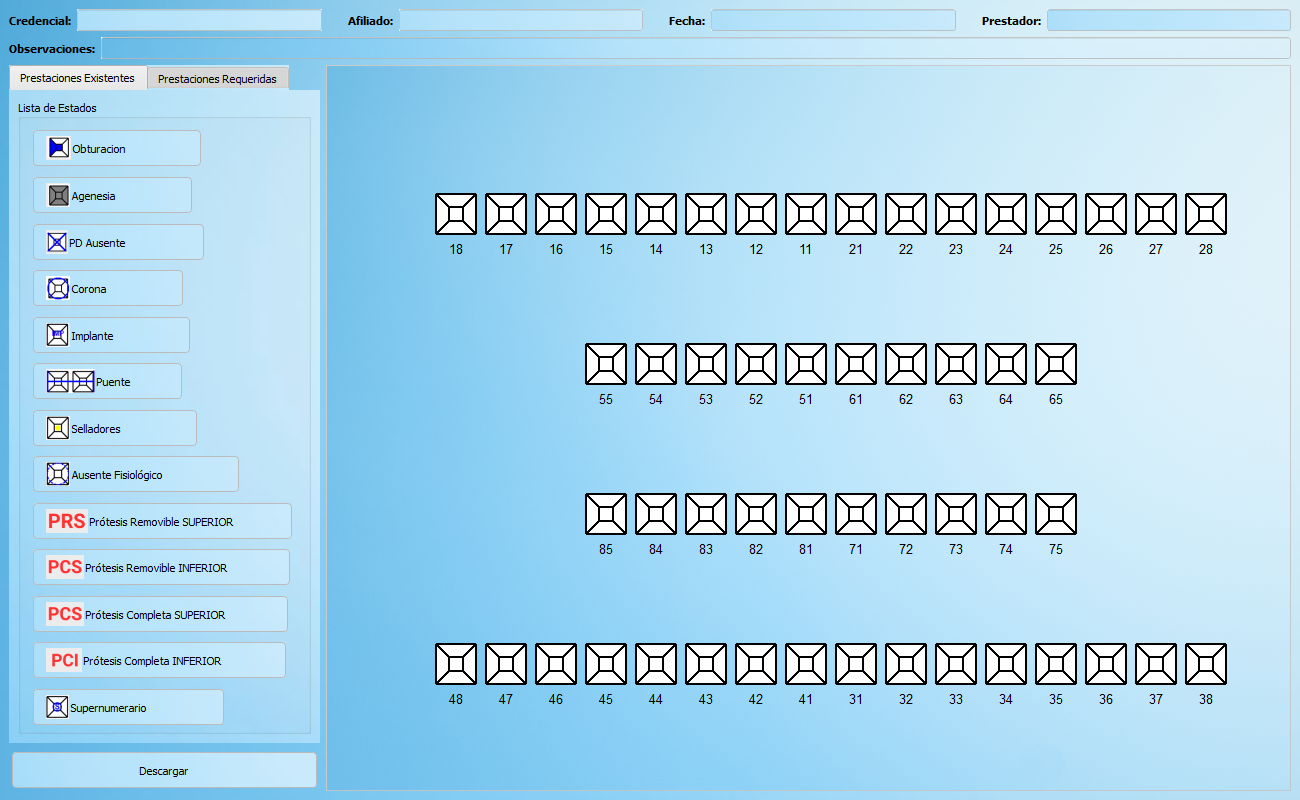 Credencial: Afiliado: Fecha: Prestador:
Observaciones:
Prestaciones Existentes Prestaciones Requeridas
Lista de Estados
Obturacion
Agenesia
PD Ausente
Corona
Implante
Puente
Selladores
Ausente Fisiológico
PRS Prótesis Removible SUPERIOR
PCS Prótesis Removible INFERIOR
PCS Prótesis Completa SUPERIOR
PCI Prótesis Completa INFERIOR
Supernumerario
Descargar
18 17 16 15 14 13 12 11 21 22 23 24 25 26 27 28
55 54 53 52 51 61 62 63 64 65
85 84 83 82 81 71 72 73 74 75
48 47 46 45 44 43 42 41 31 32 33 34 35 36 37 38